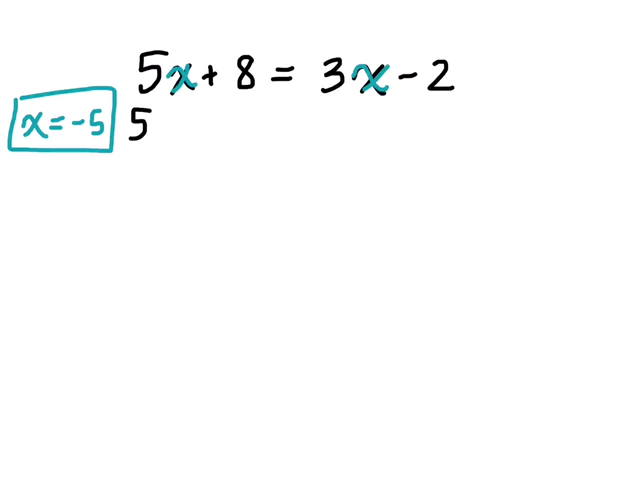 5x + 8 = 3x - 2
x = -5 5